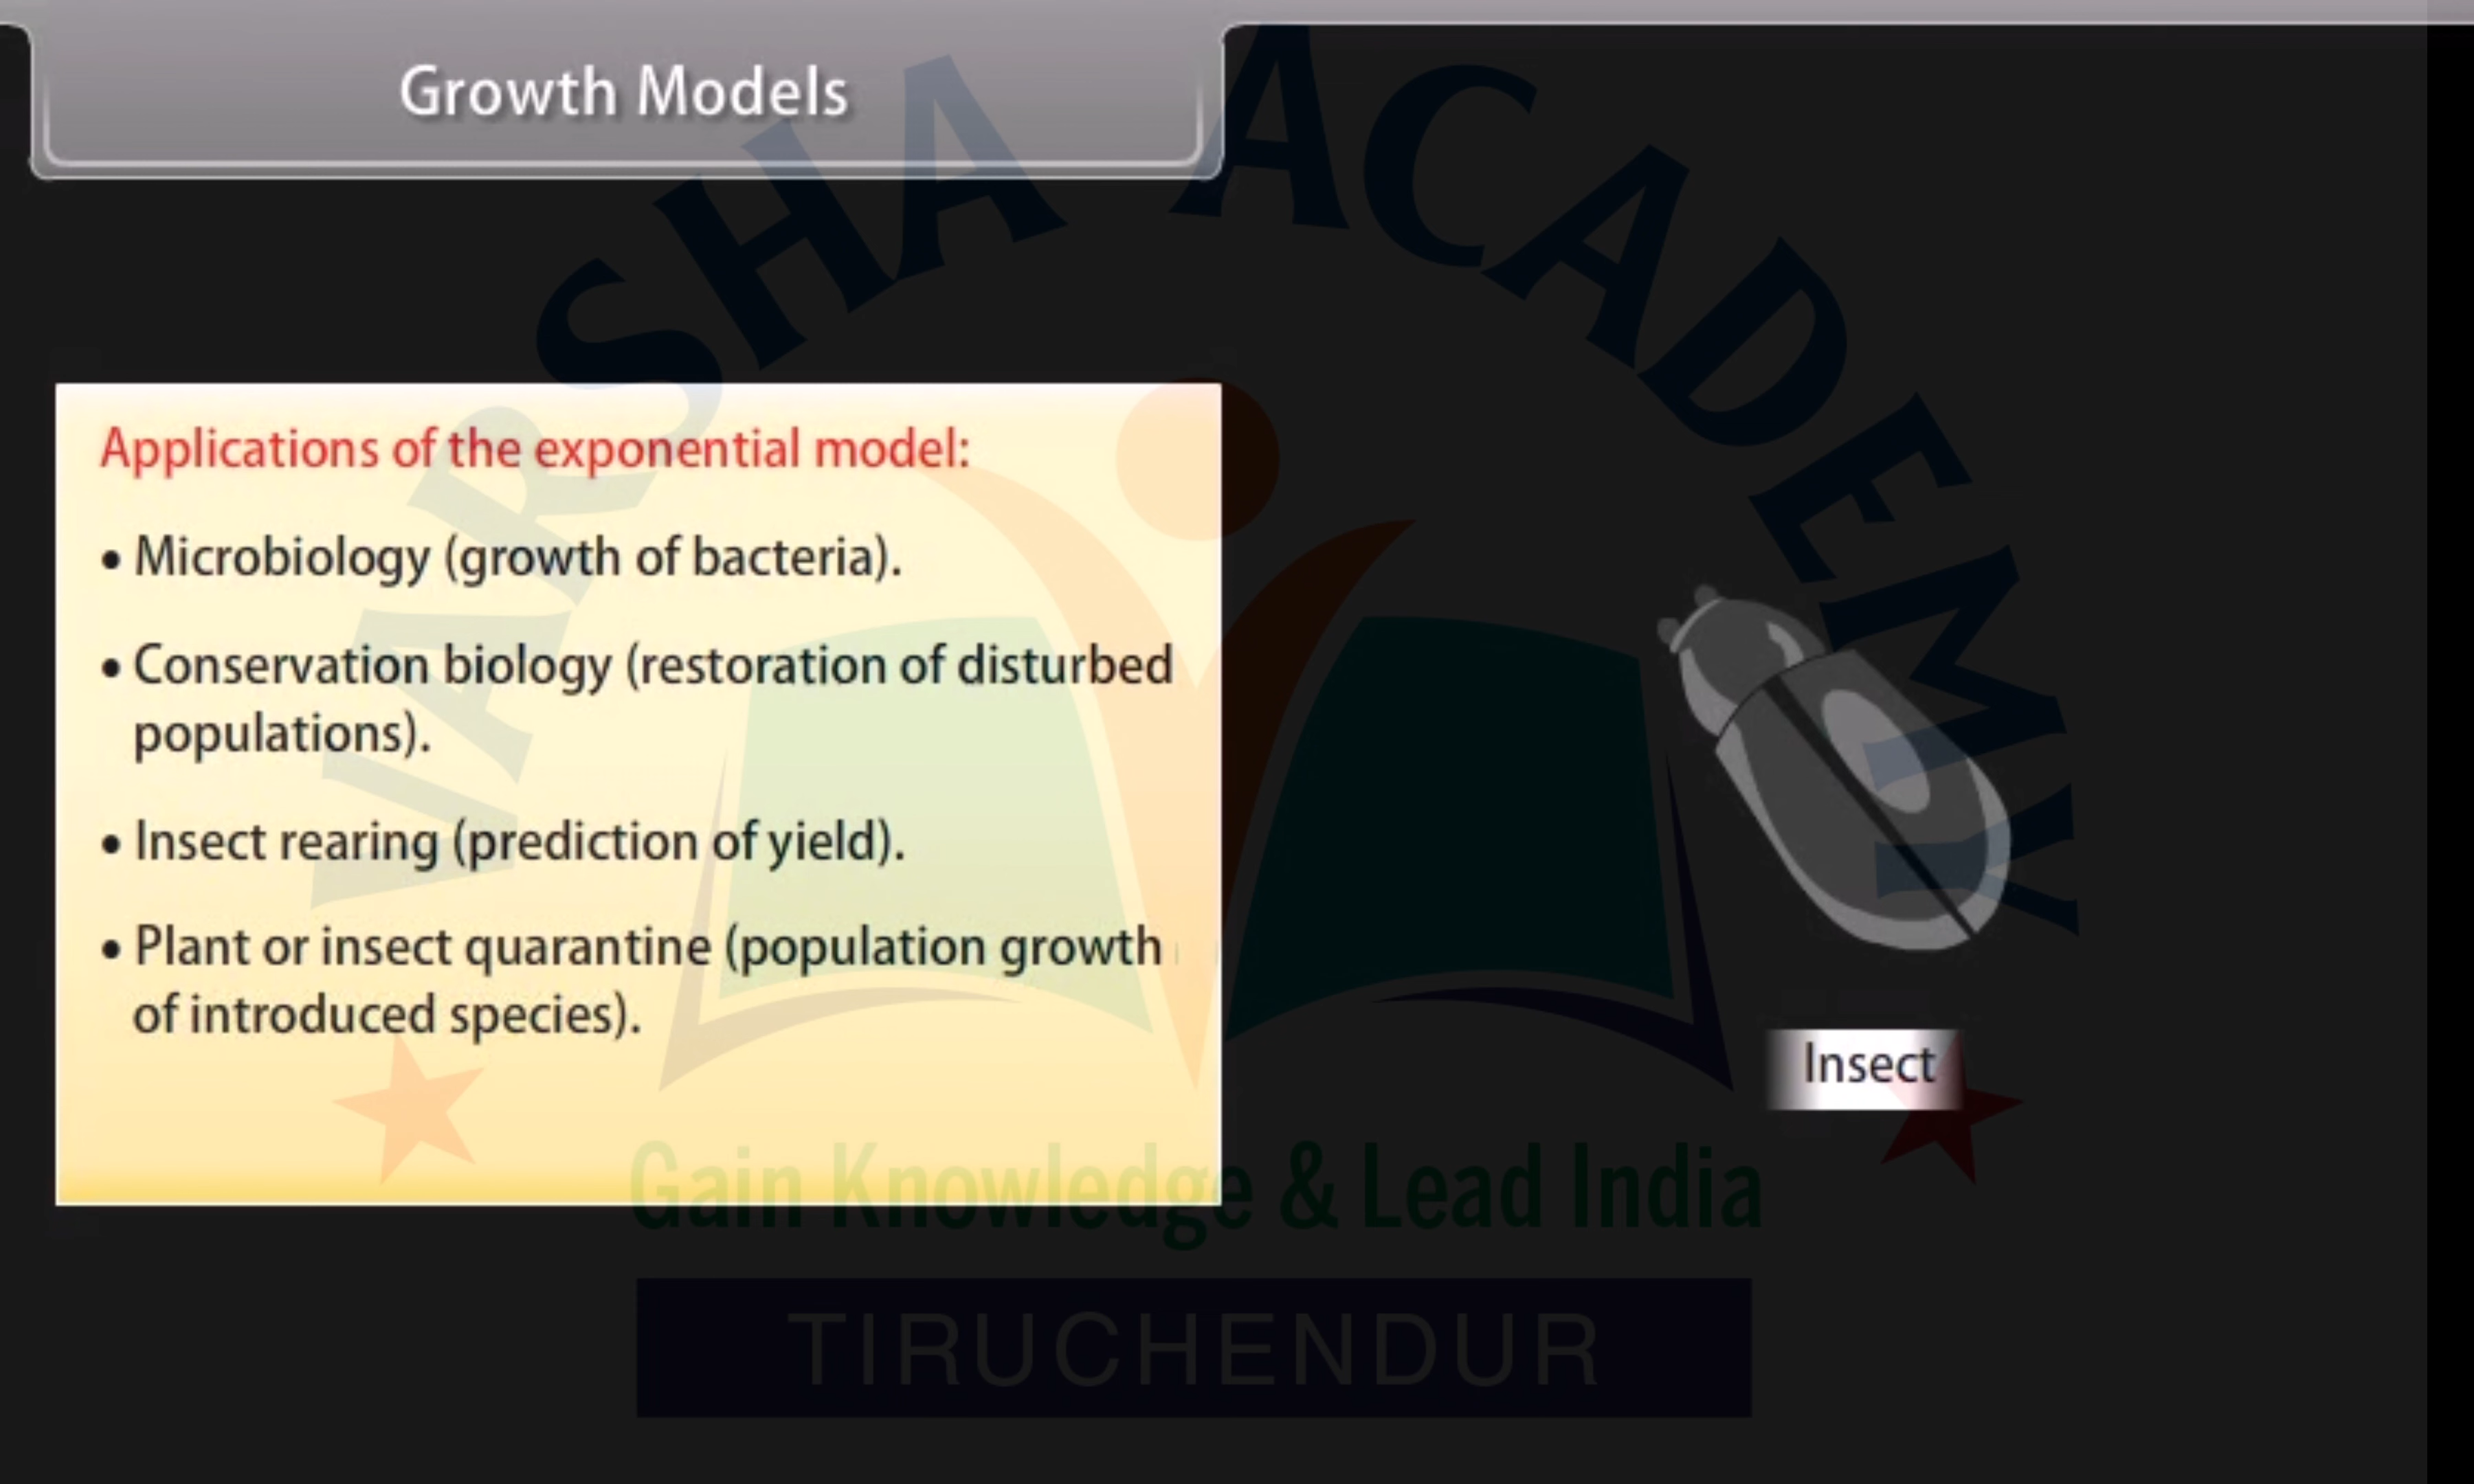 Growth Models
VARSHA ACADEMY
Applications of the exponential model:
• Microbiology (growth of bacteria).
• Conservation biology (restoration of disturbed
populations).
• Insect rearing (prediction of yield).
• Plant or insect quarantine (population growth
of introduced species).
Insect
Gain Knowledge & Lead India
TIRUCHENDUR